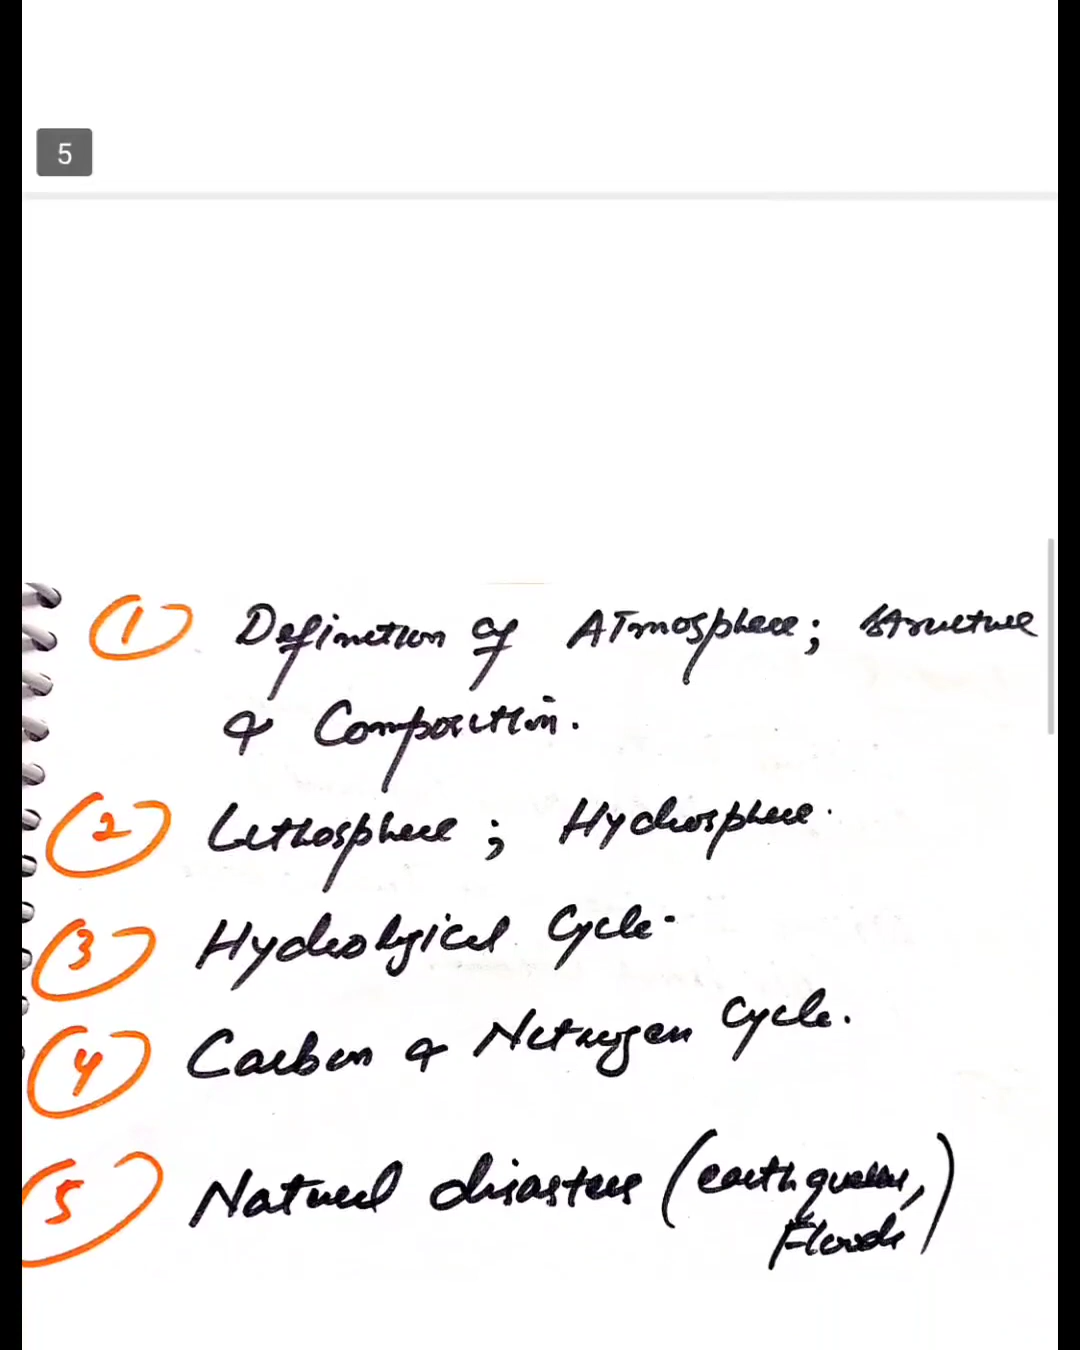 5
1 Definition of Atmosphere; structure
& Composition.
2 Lithosphere; Hydrosphere.
3 Hydrological Cycle-
4 Carbon & Nitrogen Cycle.
5 Natural disasters (earthquakes,
Floods)